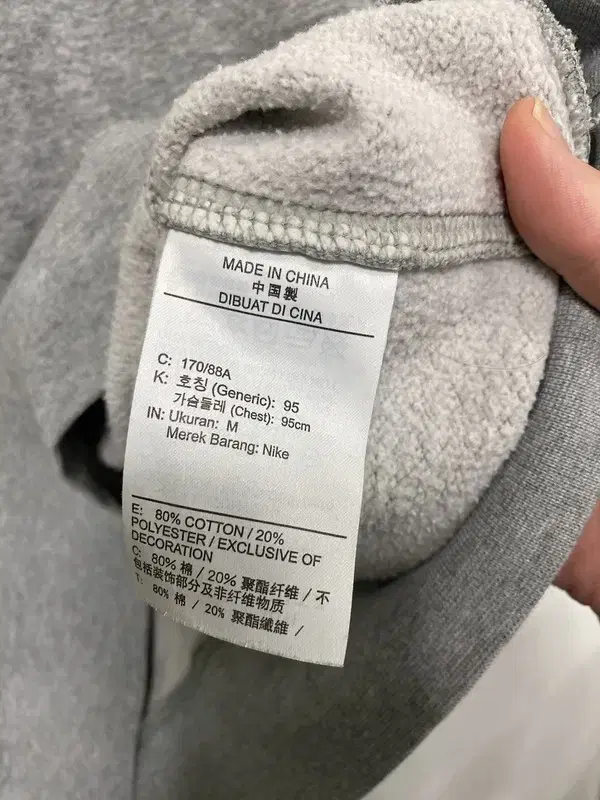 MADE IN CHINA
中国製
DIBUAT DI CINA
C: 170/88A
K: 호칭 (Generic): 95
가슴둘레 (Chest): 95cm
IN: Ukuran: M
Merek Barang: Nike
E: 80% COTTON / 20%
POLYESTER / EXCLUSIVE OF
DECORATION
C: 80% 棉 / 20% 聚酯纤维 / 不
包括装饰部分及非纤维物质
T: 80% 棉 / 20% 聚酯纖維 /